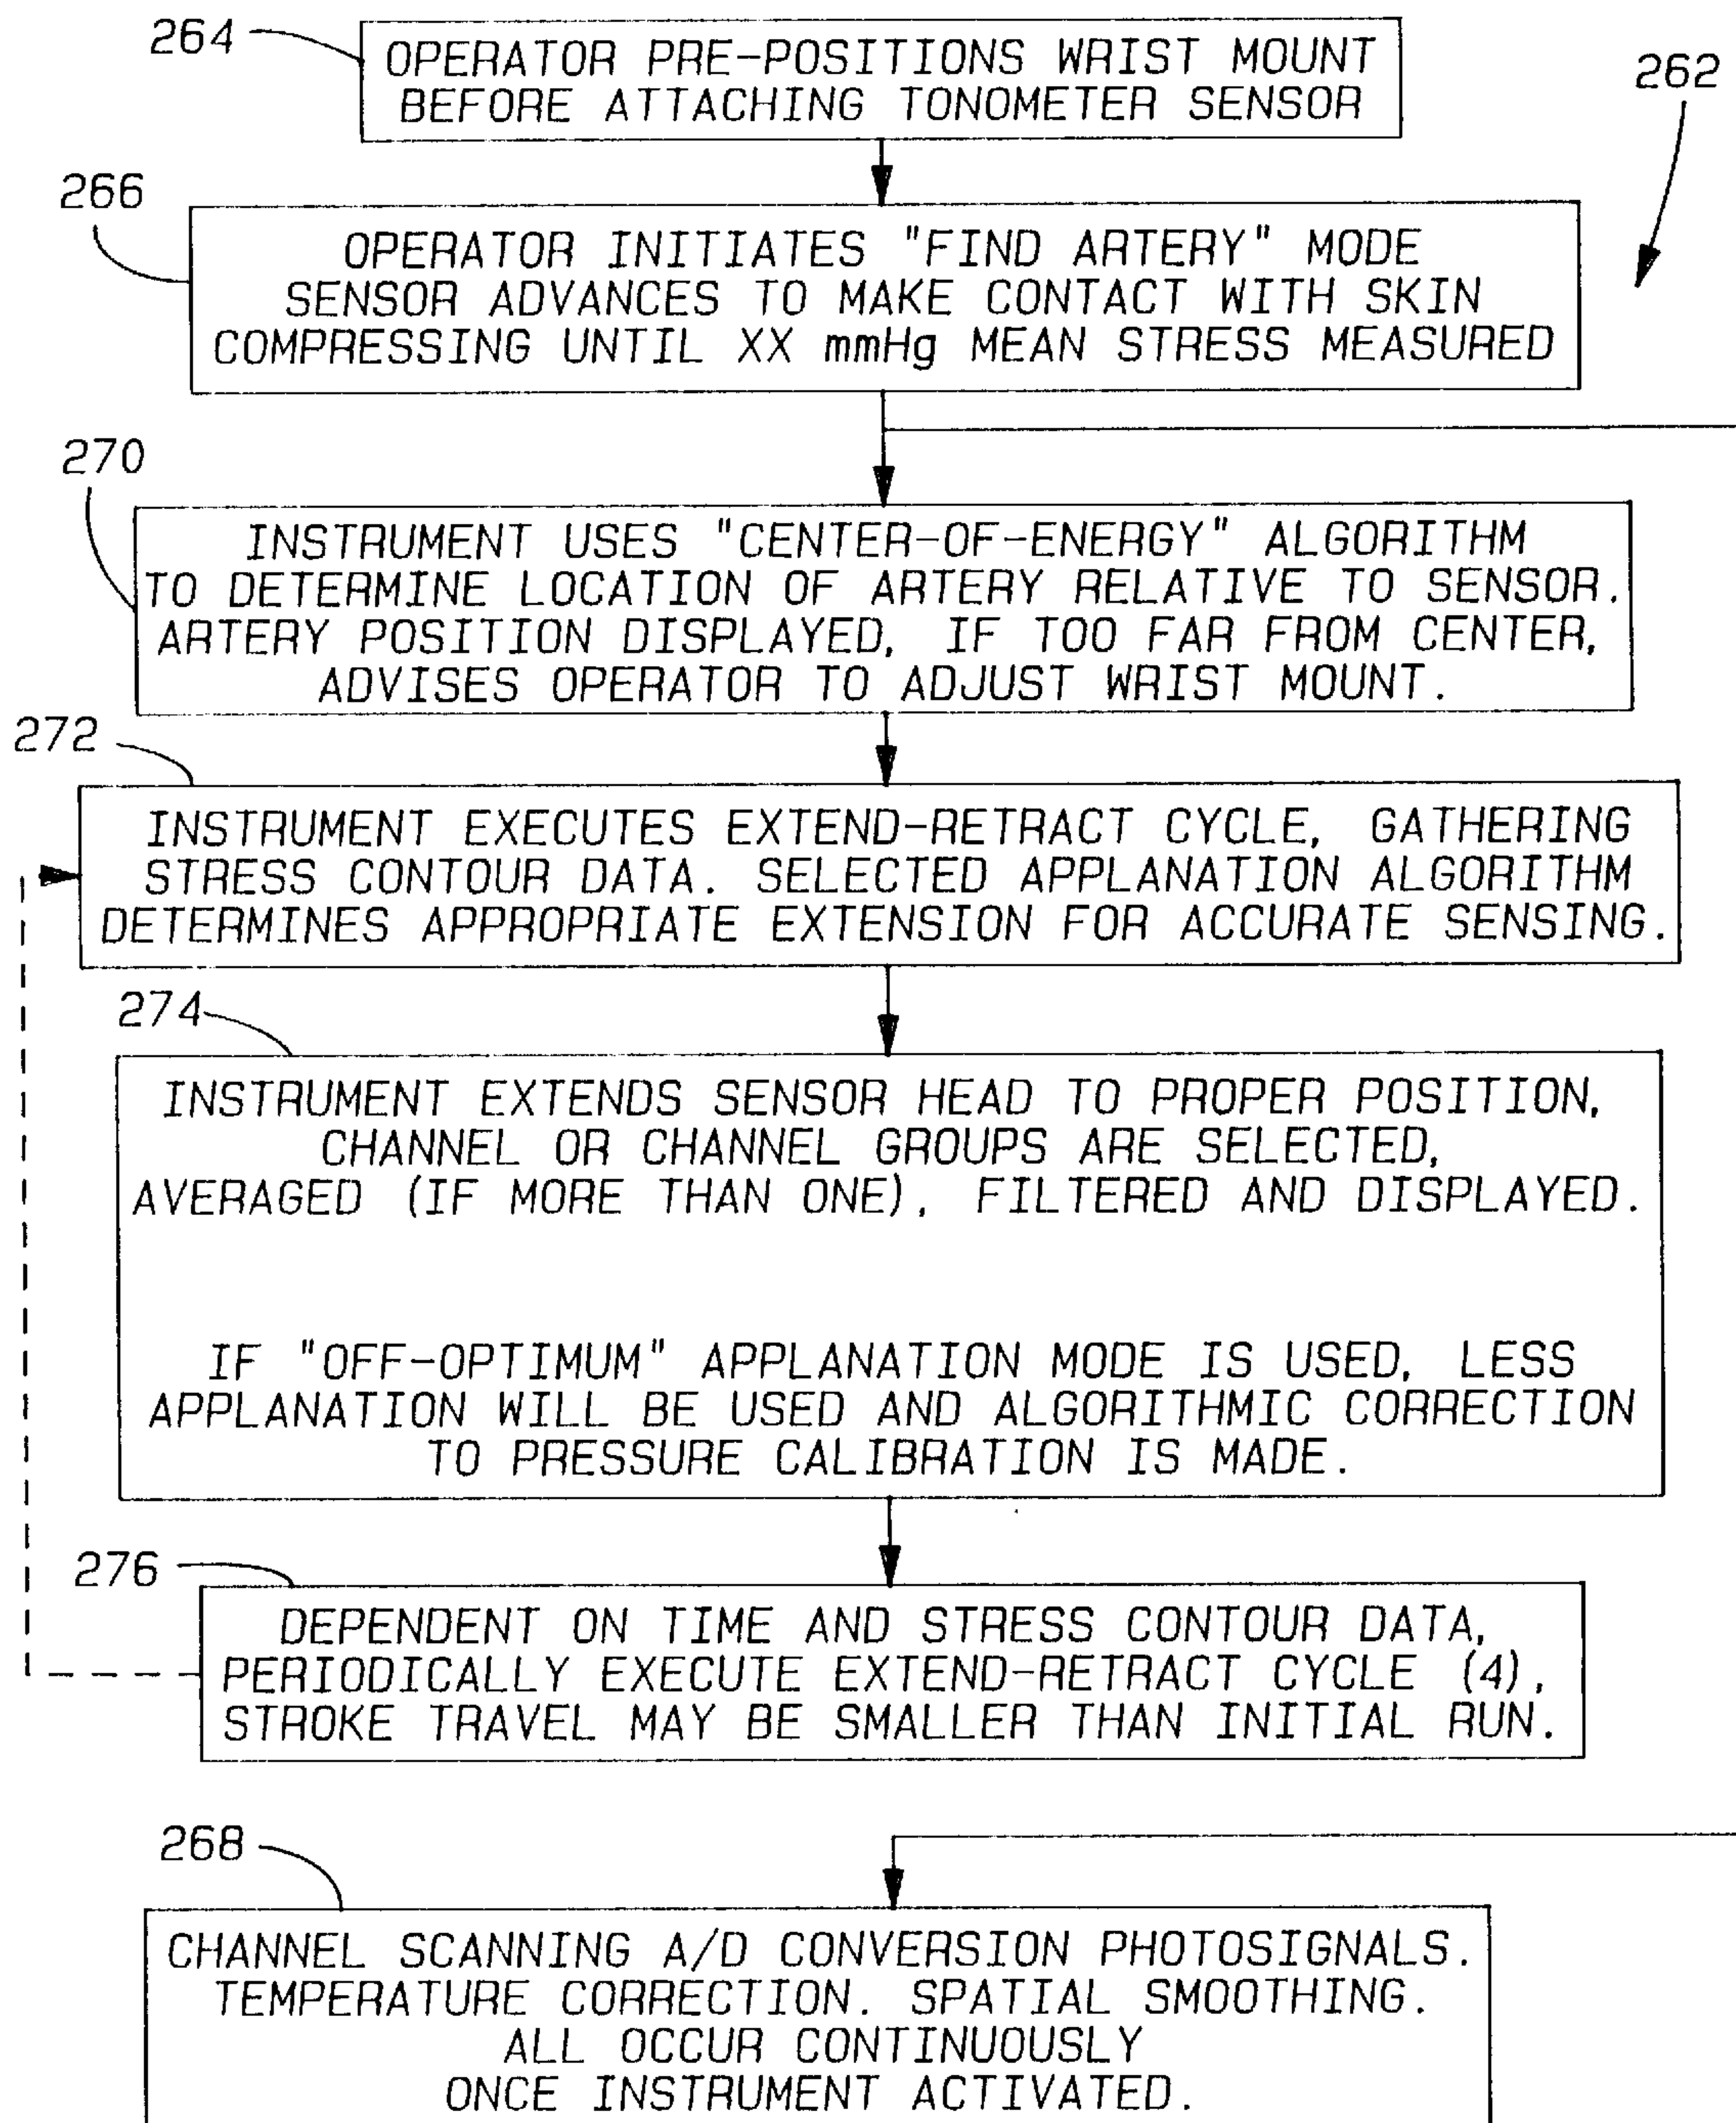 264
OPERATOR PRE-POSITIONS WRIST MOUNT
BEFORE ATTACHING TONOMETER SENSOR
262
266
OPERATOR INITIATES "FIND ARTERY" MODE
SENSOR ADVANCES TO MAKE CONTACT WITH SKIN
COMPRESSING UNTIL XX mmHg MEAN STRESS MEASURED
270
INSTRUMENT USES "CENTER-OF-ENERGY" ALGORITHM
TO DETERMINE LOCATION OF ARTERY RELATIVE TO SENSOR.
ARTERY POSITION DISPLAYED, IF TOO FAR FROM CENTER,
ADVISES OPERATOR TO ADJUST WRIST MOUNT.
272
INSTRUMENT EXECUTES EXTEND-RETRACT CYCLE, GATHERING
STRESS CONTOUR DATA. SELECTED APPLANATION ALGORITHM
DETERMINES APPROPRIATE EXTENSION FOR ACCURATE SENSING.
274
INSTRUMENT EXTENDS SENSOR HEAD TO PROPER POSITION,
CHANNEL OR CHANNEL GROUPS ARE SELECTED,
AVERAGED (IF MORE THAN ONE), FILTERED AND DISPLAYED.
IF "OFF-OPTIMUM" APPLANATION MODE IS USED, LESS
APPLANATION WILL BE USED AND ALGORITHMIC CORRECTION
TO PRESSURE CALIBRATION IS MADE.
276
DEPENDENT ON TIME AND STRESS CONTOUR DATA,
PERIODICALLY EXECUTE EXTEND-RETRACT CYCLE (4),
STROKE TRAVEL MAY BE SMALLER THAN INITIAL RUN.
268
CHANNEL SCANNING A/D CONVERSION PHOTOSIGNALS.
TEMPERATURE CORRECTION. SPATIAL SMOOTHING.
ALL OCCUR CONTINUOUSLY
ONCE INSTRUMENT ACTIVATED.